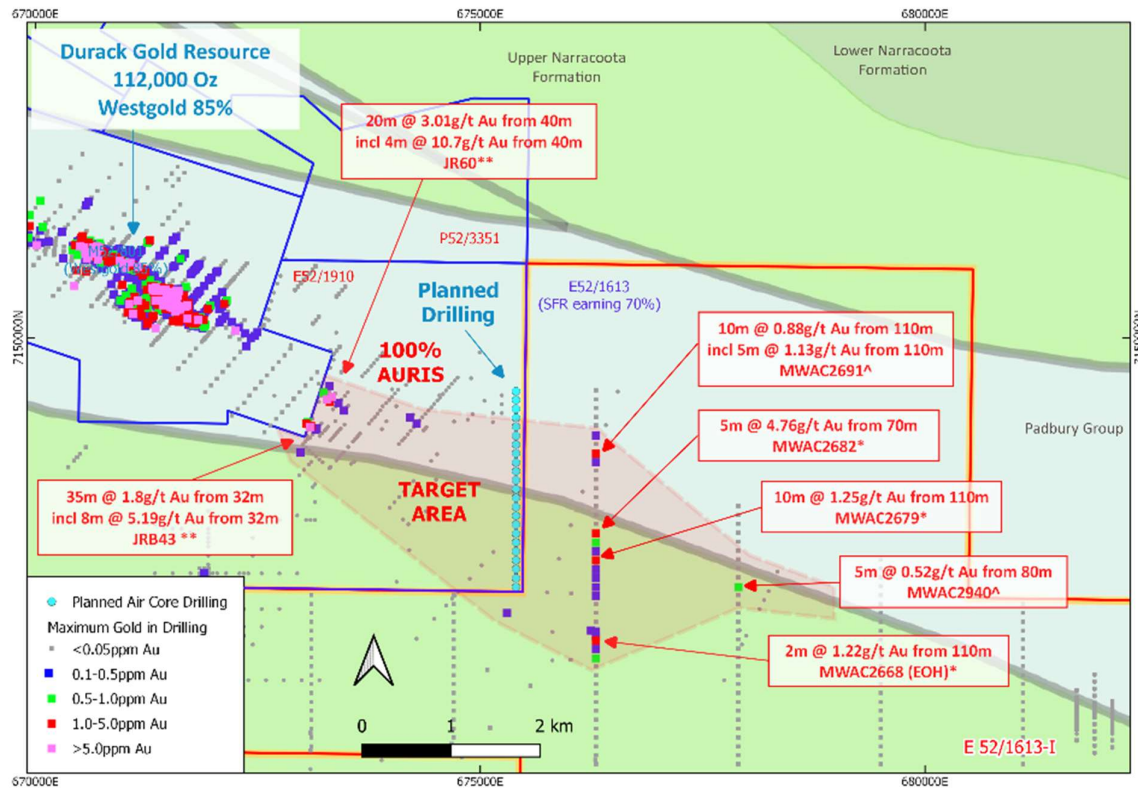 670000E
675000E
680000E
Durack Gold Resource
112,000 Oz
Westgold 85%
Upper Narracoota
Formation
Lower Narracoota
Formation
20m @ 3.01g/t Au from 40m
incl 4m @ 10.7g/t Au from 40m
JR60**
P52/3351
E52/1910
E52/1613
(SFR earning 70%)
Planned
Drilling
7150000N
7150000N
100%
AURIS
10m @ 0.88g/t Au from 110m
incl 5m @ 1.13g/t Au from 110m
MWAC2691^
5m @ 4.76g/t Au from 70m
MWAC2682*
Padbury Group
TARGET
AREA
35m @ 1.8g/t Au from 32m
incl 8m @ 5.19g/t Au from 32m
JRB43 **
10m @ 1.25g/t Au from 110m
MWAC2679*
5m @ 0.52g/t Au from 80m
MWAC2940^
2m @ 1.22g/t Au from 110m
MWAC2668 (EOH)*
Planned Air Core Drilling
Maximum Gold in Drilling
<0.05ppm Au
0.1-0.5ppm Au
0.5-1.0ppm Au
1.0-5.0ppm Au
>5.0ppm Au
0 1 2 km
E 52/1613-I
670000E
675000E
680000E